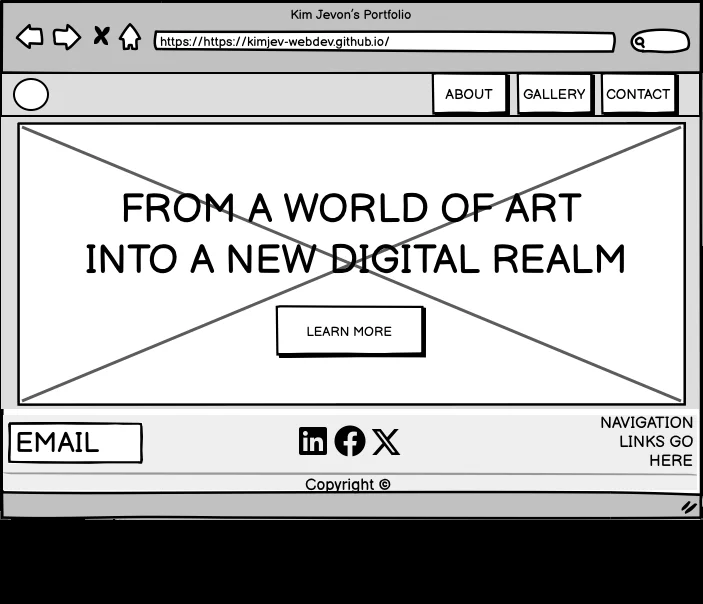 Kim Jevon's Portfolio
https://https://kimjev-webdev.github.io/
ABOUT
GALLERY
CONTACT
FROM A WORLD OF ART
INTO A NEW DIGITAL REALM
LEARN MORE
EMAIL
in
f
X
NAVIGATION
LINKS GO
HERE
Copyright ©